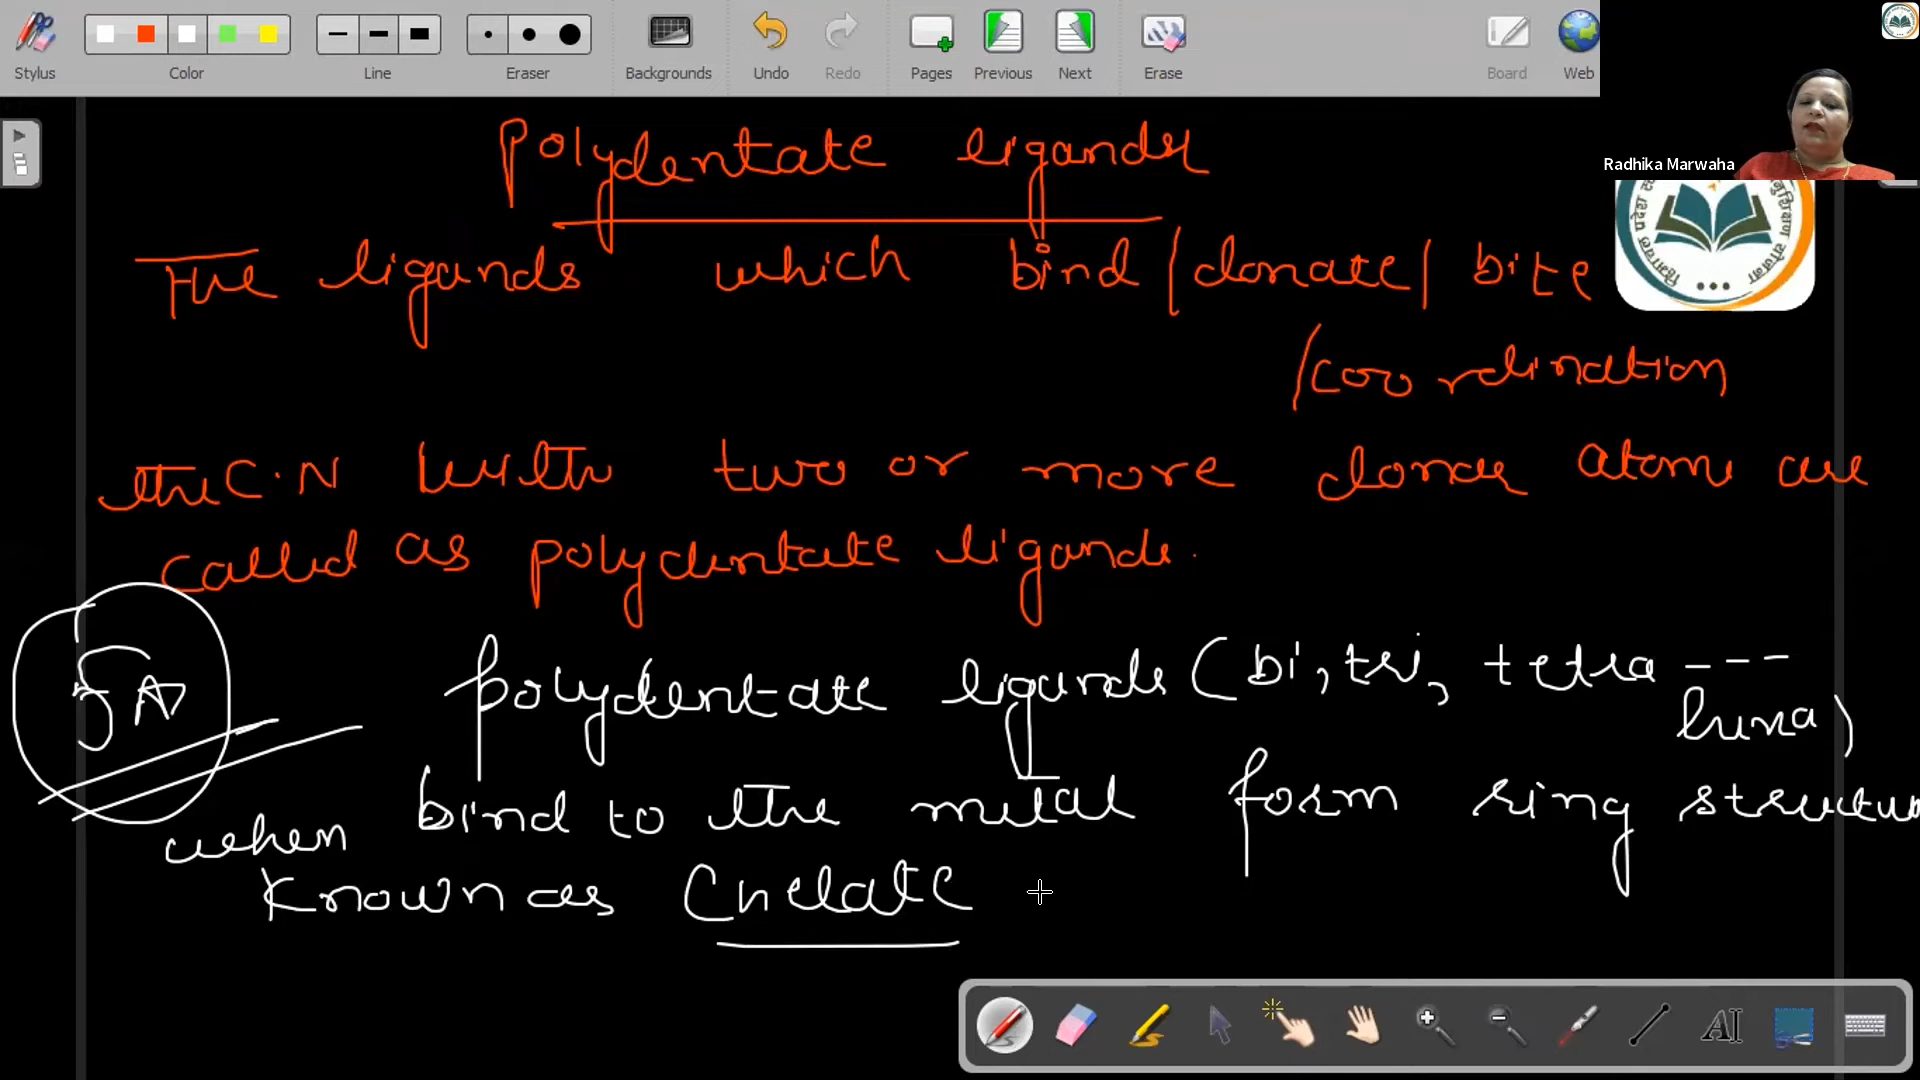 Stylus Color Line Eraser Backgrounds Undo Redo Pages Previous Next Erase Board Web
Radhika Marwaha
Polydentate ligands
The ligands which bind / donate / bite
/ coordination
the C.N with two or more donor atoms are
called as polydentate ligands.
polydentate ligands (bi, tri, tetra ---
hexa)
when bind to the metal form ring structu
known as Chelate